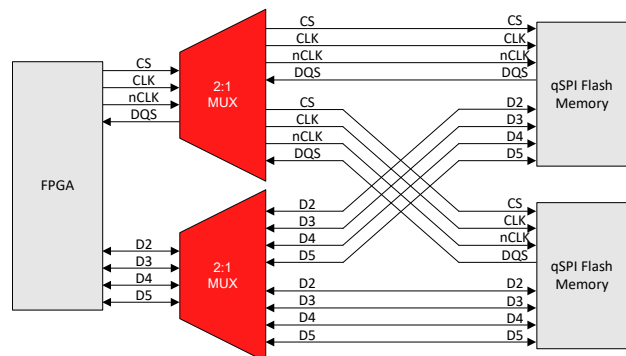 CS
CS
CLK
CLK
nCLK
nCLK
DQS
DQS
qSPI Flash
Memory
CS
CLK
nCLK
DQS
2:1
MUX
CS
CLK
nCLK
DQS
D2
D3
D4
D5
FPGA
D2
D3
D4
D5
2:1
MUX
D2
D3
D4
D5
CS
CLK
nCLK
DQS
qSPI Flash
Memory
D2
D2
D3
D3
D4
D4
D5
D5